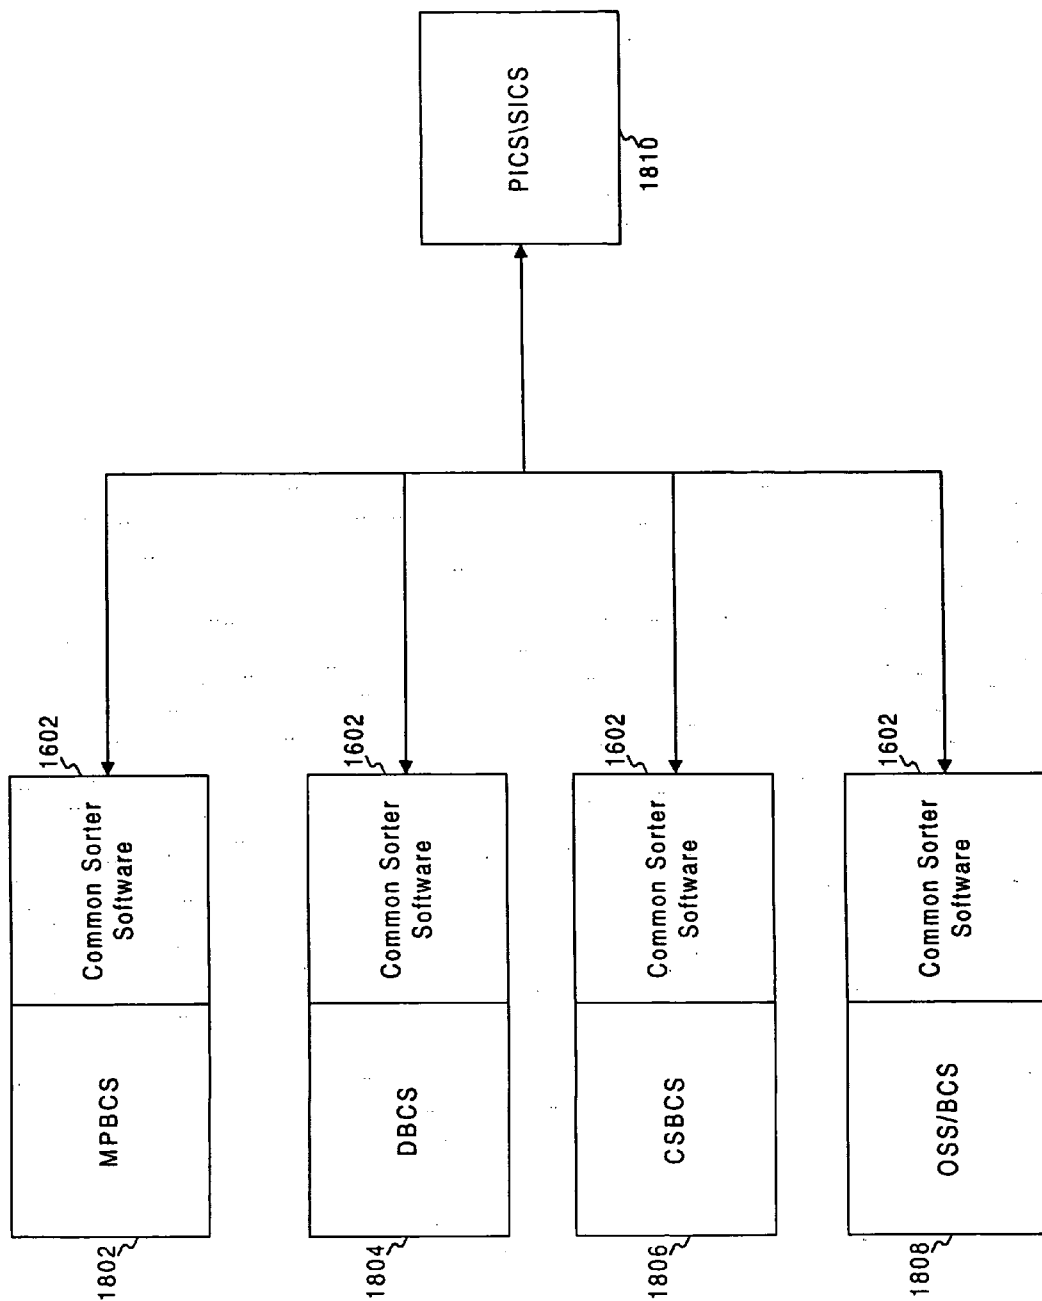 MPBCS
Common Sorter
Software
1802
1602
DBCS
Common Sorter
Software
1804
1602
CSBCS
Common Sorter
Software
1806
1602
OSS/BCS
Common Sorter
Software
1808
1602
PICS\SICS
1810